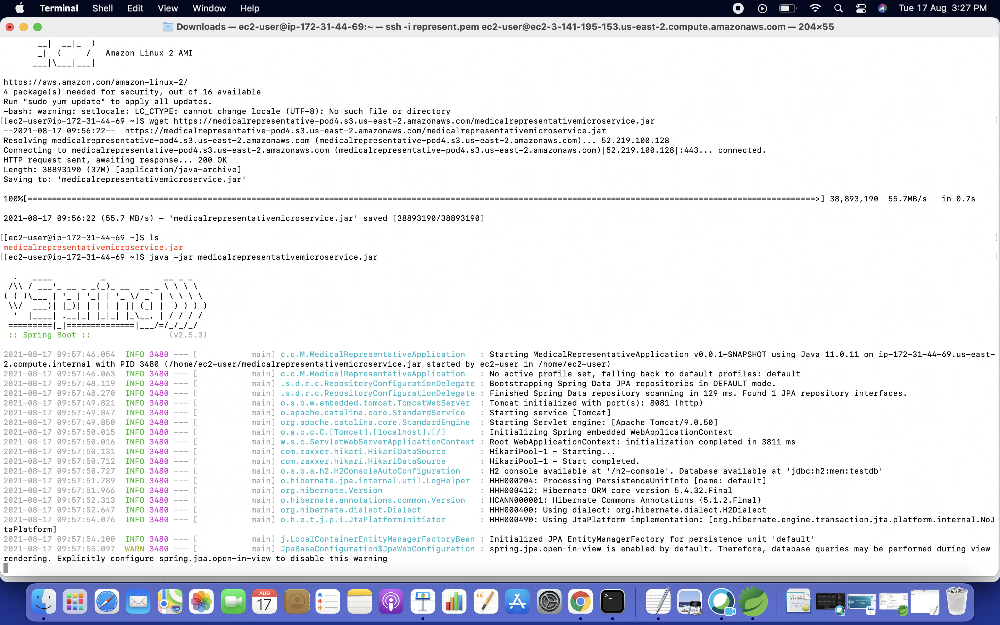 Terminal Shell Edit View Window Help Tue 17 Aug 3:27 PM
Downloads — ec2-user@ip-172-31-44-69:~ — ssh -i represent.pem ec2-user@ec2-3-141-195-153.us-east-2.compute.amazonaws.com — 204×55
       __|  __|_  )
       _|  (     /   Amazon Linux 2 AMI
      ___|\___|___|
https://aws.amazon.com/amazon-linux-2/
4 package(s) needed for security, out of 16 available
Run "sudo yum update" to apply all updates.
-bash: warning: setlocale: LC_CTYPE: cannot change locale (UTF-8): No such file or directory
[[ec2-user@ip-172-31-44-69 ~]$ wget https://medicalrepresentative-pod4.s3.us-east-2.amazonaws.com/medicalrepresentativemicroservice.jar ]
--2021-08-17 09:56:22--  https://medicalrepresentative-pod4.s3.us-east-2.amazonaws.com/medicalrepresentativemicroservice.jar
Resolving medicalrepresentative-pod4.s3.us-east-2.amazonaws.com (medicalrepresentative-pod4.s3.us-east-2.amazonaws.com)... 52.219.100.128
Connecting to medicalrepresentative-pod4.s3.us-east-2.amazonaws.com (medicalrepresentative-pod4.s3.us-east-2.amazonaws.com)|52.219.100.128|:443... connected.
HTTP request sent, awaiting response... 200 OK
Length: 38893190 (37M) [application/java-archive]
Saving to: 'medicalrepresentativemicroservice.jar'
100%[==================================================>] 38,893,190  55.7MB/s   in 0.7s
2021-08-17 09:56:22 (55.7 MB/s) - 'medicalrepresentativemicroservice.jar' saved [38893190/38893190]
[[ec2-user@ip-172-31-44-69 ~]$ ls ]
medicalrepresentativemicroservice.jar
[[ec2-user@ip-172-31-44-69 ~]$ java -jar medicalrepresentativemicroservice.jar ]
  .   ____          _            __ _ _
 /\\ / ___'_ __ _ _(_)_ __  __ _ \ \ \ \
( ( )\___ | '_ | '_| | '_ \/ _` | \ \ \ \
 \\/  ___)| |_)| | | | | || (_| |  ) ) ) )
  '  |____| .__|_| |_|_| |_\__, | / / / /
 =========|_|==============|___/=/_/_/_/
 :: Spring Boot ::                (v2.5.3)
2021-08-17 09:57:46.054  INFO 3480 --- [           main] c.c.M.MedicalRepresentativeApplication   : Starting MedicalRepresentativeApplication v0.0.1-SNAPSHOT using Java 11.0.11 on ip-172-31-44-69.us-east-
2.compute.internal with PID 3480 (/home/ec2-user/medicalrepresentativemicroservice.jar started by ec2-user in /home/ec2-user)
2021-08-17 09:57:46.063  INFO 3480 --- [           main] c.c.M.MedicalRepresentativeApplication   : No active profile set, falling back to default profiles: default
2021-08-17 09:57:48.119  INFO 3480 --- [           main] .s.d.r.c.RepositoryConfigurationDelegate : Bootstrapping Spring Data JPA repositories in DEFAULT mode.
2021-08-17 09:57:48.270  INFO 3480 --- [           main] .s.d.r.c.RepositoryConfigurationDelegate : Finished Spring Data repository scanning in 129 ms. Found 1 JPA repository interfaces.
2021-08-17 09:57:49.821  INFO 3480 --- [           main] o.s.b.w.embedded.tomcat.TomcatWebServer  : Tomcat initialized with port(s): 8081 (http)
2021-08-17 09:57:49.847  INFO 3480 --- [           main] o.apache.catalina.core.StandardService   : Starting service [Tomcat]
2021-08-17 09:57:49.850  INFO 3480 --- [           main] org.apache.catalina.core.StandardEngine  : Starting Servlet engine: [Apache Tomcat/9.0.50]
2021-08-17 09:57:50.015  INFO 3480 --- [           main] o.a.c.c.C.[Tomcat].[localhost].[/]       : Initializing Spring embedded WebApplicationContext
2021-08-17 09:57:50.016  INFO 3480 --- [           main] w.s.c.ServletWebServerApplicationContext : Root WebApplicationContext: initialization completed in 3811 ms
2021-08-17 09:57:50.131  INFO 3480 --- [           main] com.zaxxer.hikari.HikariDataSource       : HikariPool-1 - Starting...
2021-08-17 09:57:50.712  INFO 3480 --- [           main] com.zaxxer.hikari.HikariDataSource       : HikariPool-1 - Start completed.
2021-08-17 09:57:50.727  INFO 3480 --- [           main] o.s.b.a.h2.H2ConsoleAutoConfiguration    : H2 console available at '/h2-console'. Database available at 'jdbc:h2:mem:testdb'
2021-08-17 09:57:51.789  INFO 3480 --- [           main] o.hibernate.jpa.internal.util.LogHelper  : HHH000204: Processing PersistenceUnitInfo [name: default]
2021-08-17 09:57:51.966  INFO 3480 --- [           main] org.hibernate.Version                    : HHH000412: Hibernate ORM core version 5.4.32.Final
2021-08-17 09:57:52.313  INFO 3480 --- [           main] o.hibernate.annotations.common.Version   : HCANN000001: Hibernate Commons Annotations {5.1.2.Final}
2021-08-17 09:57:52.647  INFO 3480 --- [           main] org.hibernate.dialect.Dialect            : HHH000400: Using dialect: org.hibernate.dialect.H2Dialect
2021-08-17 09:57:54.076  INFO 3480 --- [           main] o.h.e.t.j.p.i.JtaPlatformInitiator       : HHH000490: Using JtaPlatform implementation: [org.hibernate.engine.transaction.jta.platform.internal.NoJ
taPlatform]
2021-08-17 09:57:54.100  INFO 3480 --- [           main] j.LocalContainerEntityManagerFactoryBean : Initialized JPA EntityManagerFactory for persistence unit 'default'
2021-08-17 09:57:55.097  WARN 3480 --- [           main] JpaBaseConfiguration$JpaWebConfiguration : spring.jpa.open-in-view is enabled by default. Therefore, database queries may be performed during view
rendering. Explicitly configure spring.jpa.open-in-view to disable this warning
AUG
17
280
>_